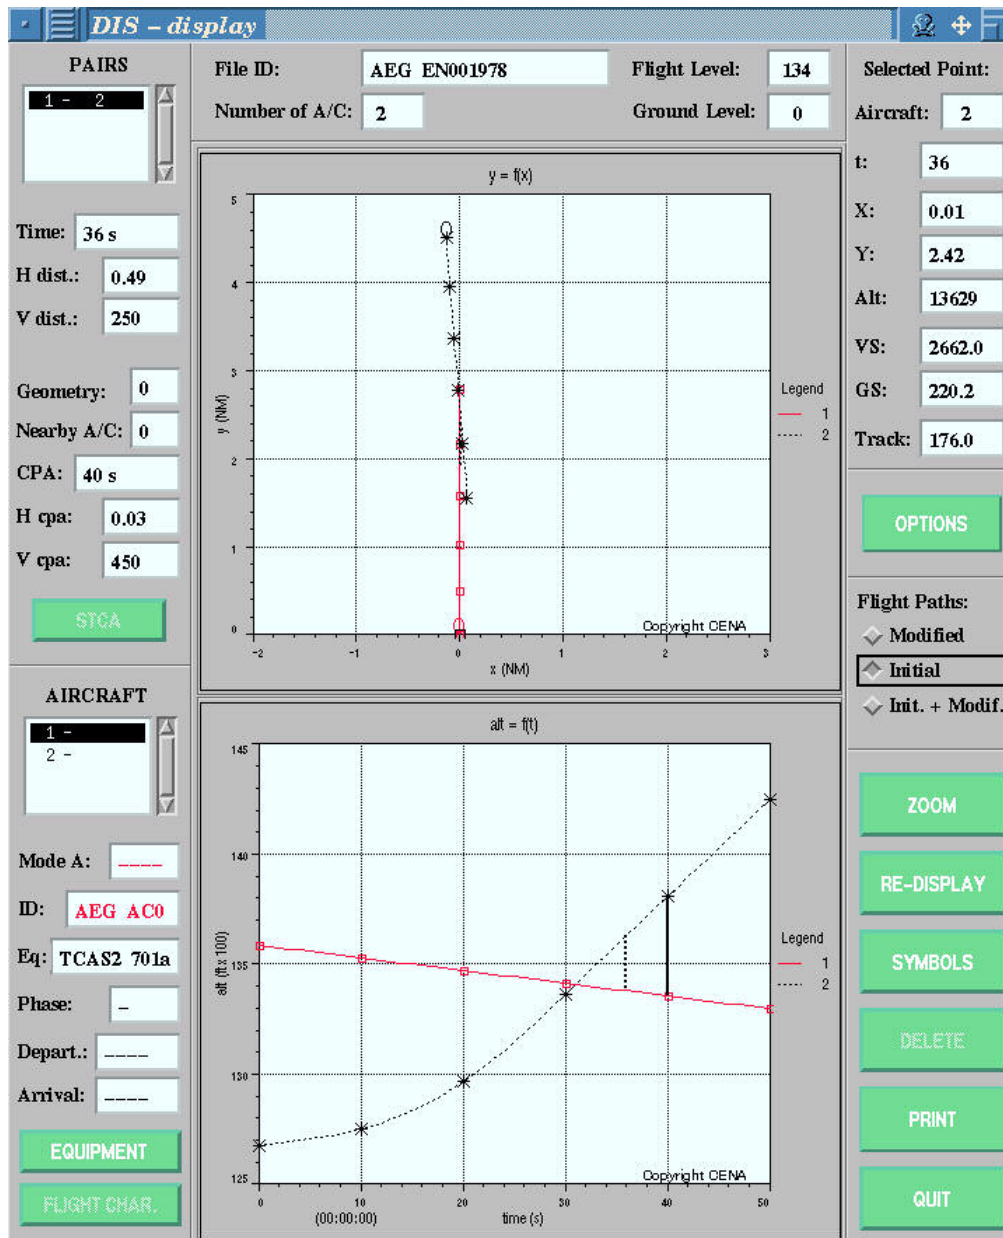 DIS – display
PAIRS
1 - 2
Time: 36 s
H dist.: 0.49
V dist.: 250
Geometry: 0
Nearby A/C: 0
CPA: 40 s
H cpa: 0.03
V cpa: 450
STCA
AIRCRAFT
1 -
2 -
Mode A: ----
ID: AEG AC0
Eq: TCAS2 701a
Phase: -
Depart.: ----
Arrival: ----
EQUIPMENT
FLIGHT CHAR.
File ID: AEG EN001978 Flight Level: 134
Number of A/C: 2 Ground Level: 0
y = f(x)
5
4
3
2
1
0
y (NM)
-2 -1 0 1 2 3
x (NM)
Copyright CENA
Legend
1
2
alt = f(t)
145
140
135
130
125
alt (ft x 100)
0 10 20 30 40 50
(00:00:00) time (s)
Copyright CENA
Legend
1
2
Selected Point:
Aircraft: 2
t: 36
X: 0.01
Y: 2.42
Alt: 13629
VS: 2662.0
GS: 220.2
Track: 176.0
OPTIONS
Flight Paths:
Modified
Initial
Init. + Modif.
ZOOM
RE-DISPLAY
SYMBOLS
DELETE
PRINT
QUIT